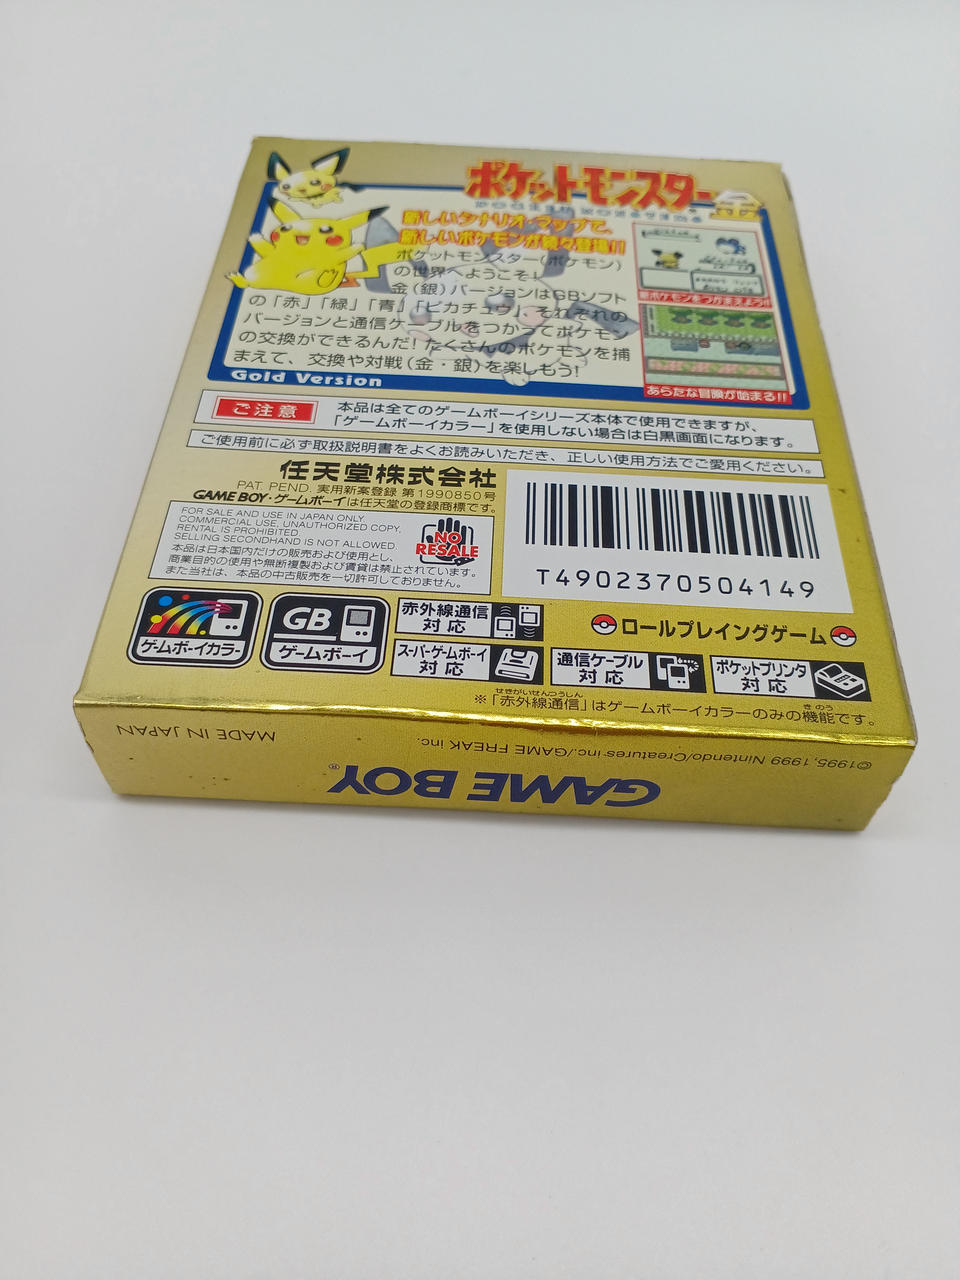 ポケットモンスター金
POCKET MONSTERS
新しいシナリオ・マップで、
新しいポケモンが続々登場!!
ポケットモンスター(ポケモン)
の世界へようこそ!
金(銀)バージョンはGBソフト
の「赤」「緑」「青」「ピカチュウ」それぞれの
バージョンと通信ケーブルをつかってポケモン
の交換ができるんだ!たくさんのポケモンを捕
まえて、交換や対戦(金・銀)を楽しもう!
Gold Version
新ポケモンをつかまえよう!!
あらたな冒険が始まる!!
ご注意
本品は全てのゲームボーイシリーズ本体で使用できますが、
「ゲームボーイカラー」を使用しない場合は白黒画面になります。
ご使用前に必ず取扱説明書をよくお読みいただき、正しい使用方法でご愛用ください。
任天堂株式会社
PAT. PEND. 実用新案登録 第1990850号
GAME BOY・ゲームボーイは任天堂の登録商標です。
FOR SALE AND USE IN JAPAN ONLY.
COMMERCIAL USE, UNAUTHORIZED COPY,
RENTAL IS PROHIBITED.
SELLING SECONDHAND IS NOT ALLOWED.
本品は日本国内だけの販売および使用とし、
商業目的の使用や無断複製および賃貸は禁止されています。
また当社は、本品の中古販売を一切許可しておりません。
NO
RESALE
T4902370504149
ゲームボーイカラー
GB
ゲームボーイ
赤外線通信
対応
スーパーゲームボーイ
対応
ロールプレイングゲーム
通信ケーブル
対応
ポケットプリンタ
対応
せきがいせんつうしん
きのう
※「赤外線通信」はゲームボーイカラーのみの機能です。
©1995,1999 Nintendo/Creatures inc./GAME FREAK inc.
MADE IN JAPAN
GAME BOY®